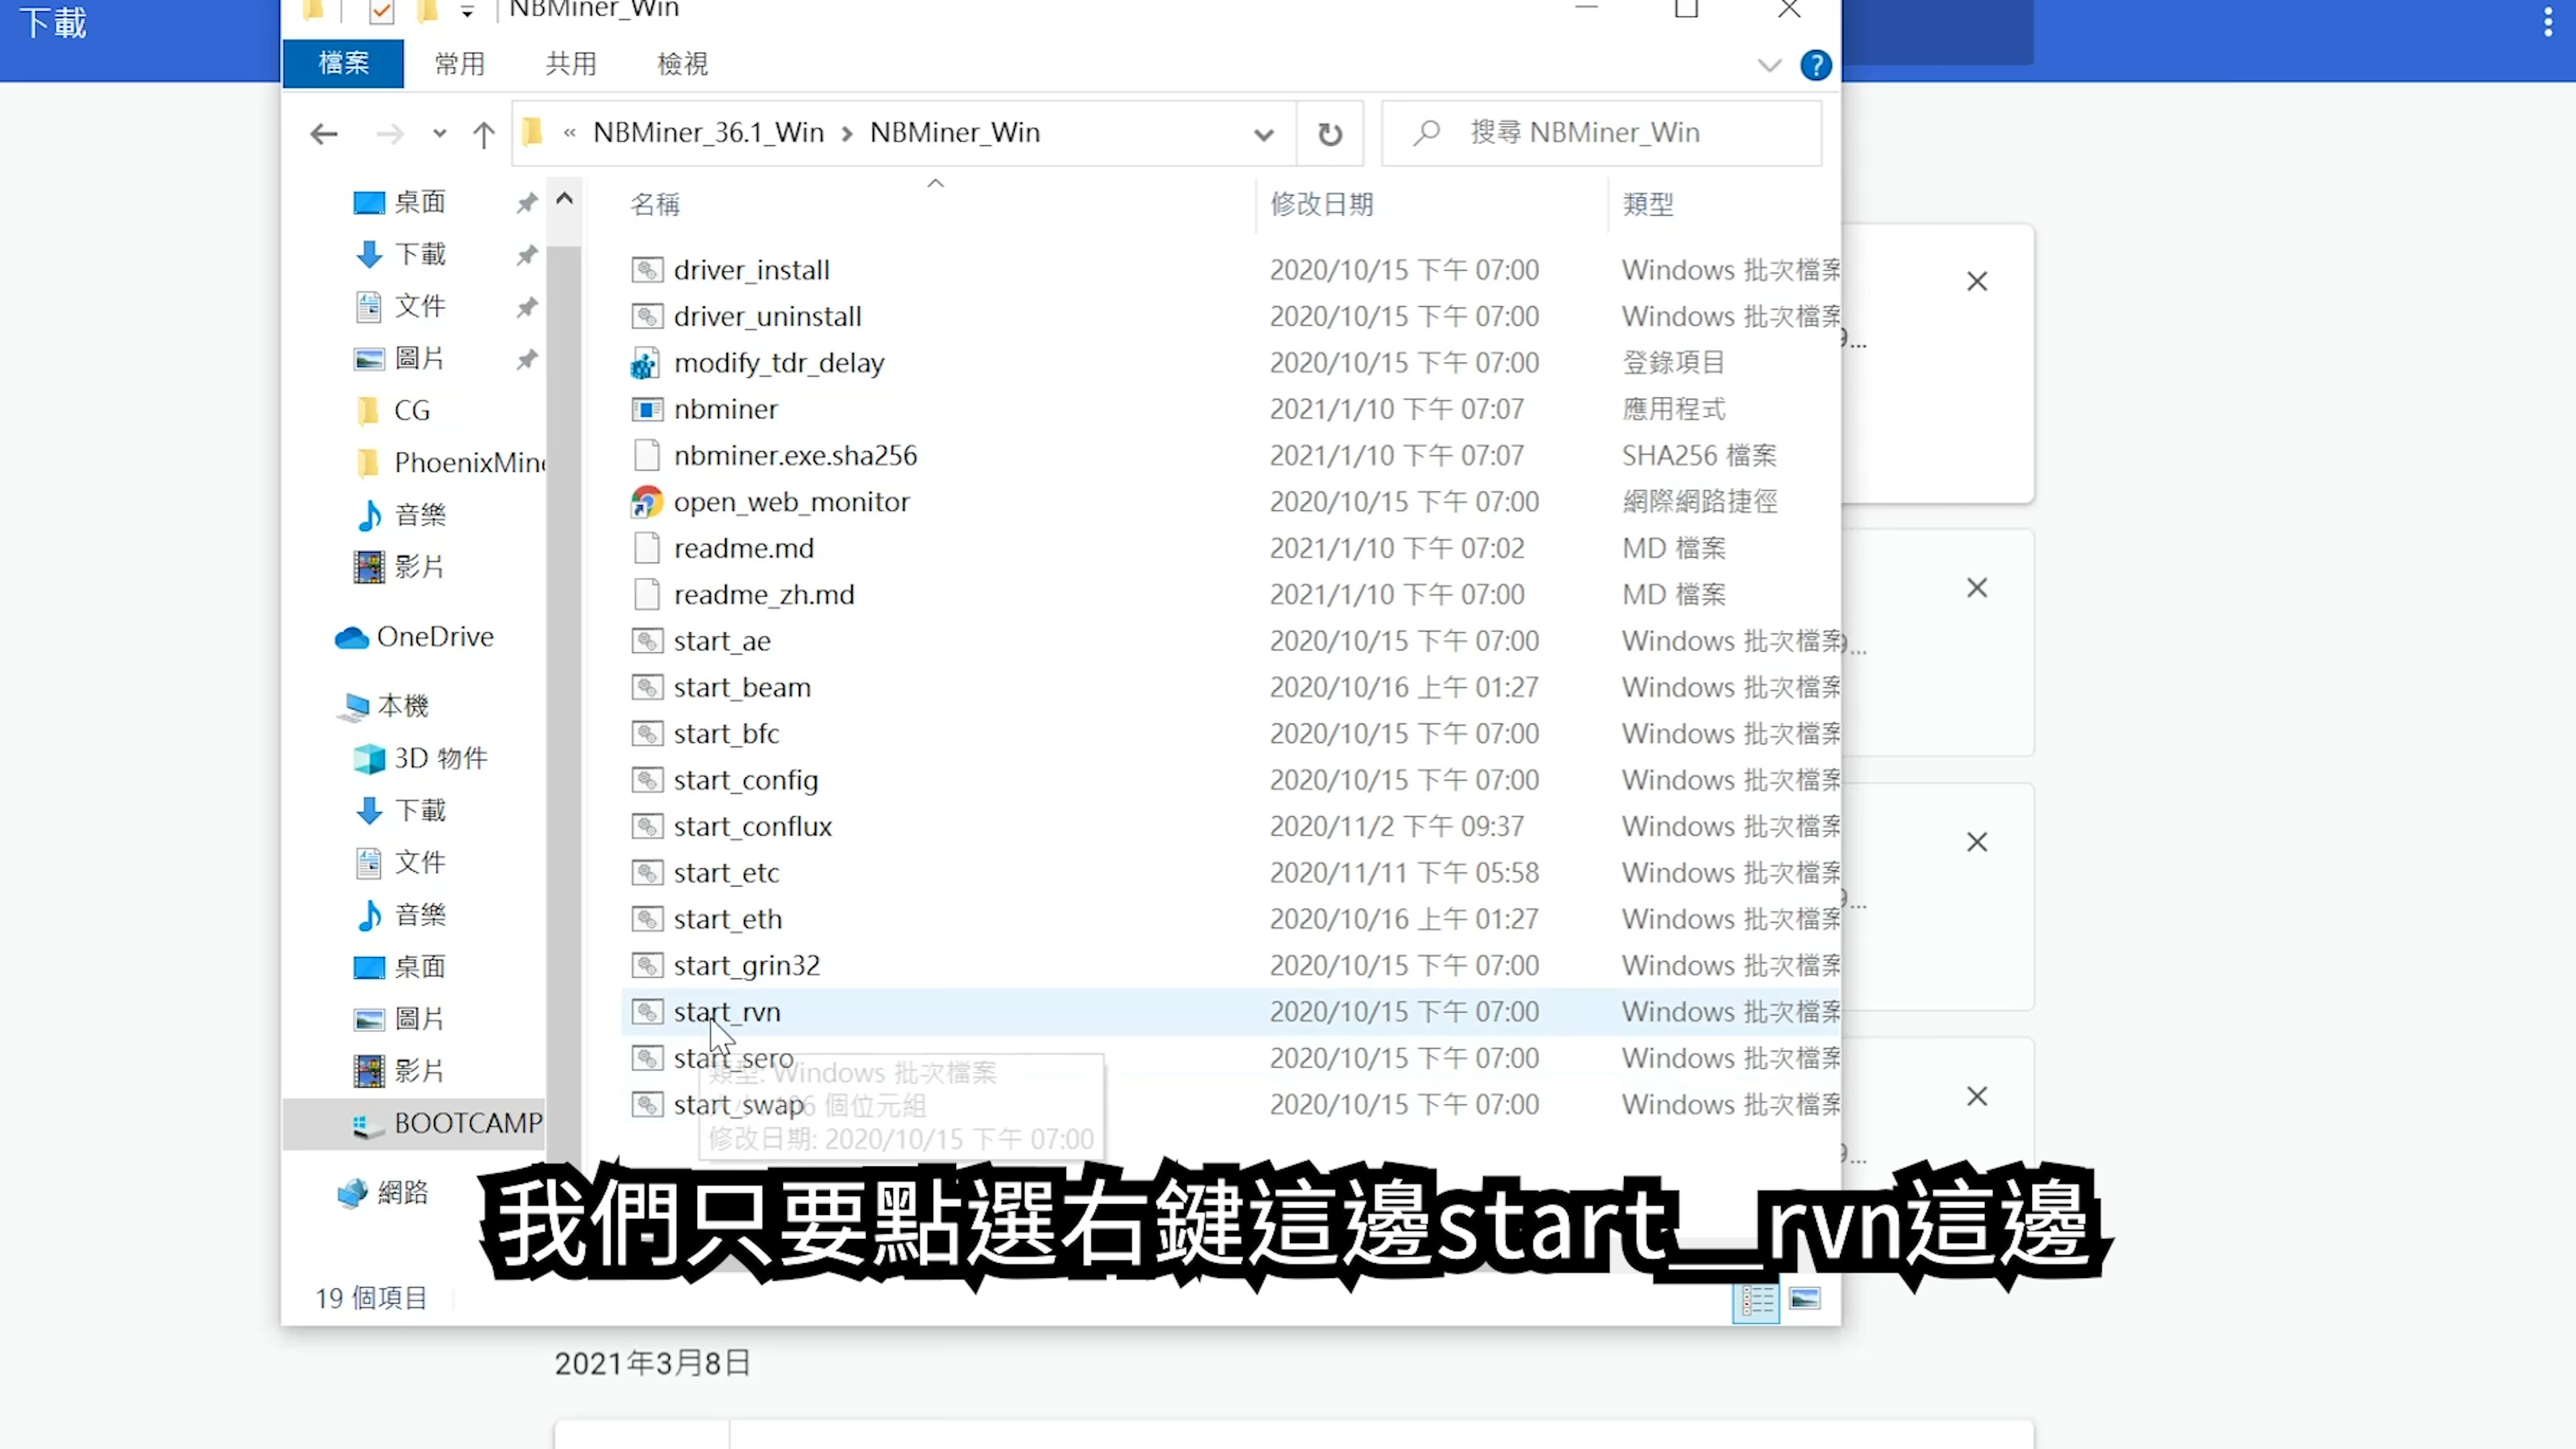 下載
NBMiner_Win
檔案 常用 共用 檢視
« NBMiner_36.1_Win > NBMiner_Win
搜尋 NBMiner_Win
名稱 修改日期 類型
桌面
下載
文件
圖片
CG
PhoenixMin
音樂
影片
OneDrive
本機
3D 物件
下載
文件
音樂
桌面
圖片
影片
BOOTCAMP
網路
driver_install 2020/10/15 下午 07:00 Windows 批次檔案
driver_uninstall 2020/10/15 下午 07:00 Windows 批次檔案
modify_tdr_delay 2020/10/15 下午 07:00 登錄項目
nbminer 2021/1/10 下午 07:07 應用程式
nbminer.exe.sha256 2021/1/10 下午 07:07 SHA256 檔案
open_web_monitor 2020/10/15 下午 07:00 網際網路捷徑
readme.md 2021/1/10 下午 07:02 MD 檔案
readme_zh.md 2021/1/10 下午 07:00 MD 檔案
start_ae 2020/10/15 下午 07:00 Windows 批次檔案
start_beam 2020/10/16 上午 01:27 Windows 批次檔案
start_bfc 2020/10/15 下午 07:00 Windows 批次檔案
start_config 2020/10/15 下午 07:00 Windows 批次檔案
start_conflux 2020/11/2 下午 09:37 Windows 批次檔案
start_etc 2020/11/11 下午 05:58 Windows 批次檔案
start_eth 2020/10/16 上午 01:27 Windows 批次檔案
start_grin32 2020/10/15 下午 07:00 Windows 批次檔案
start_rvn 2020/10/15 下午 07:00 Windows 批次檔案
start_sero 2020/10/15 下午 07:00 Windows 批次檔案
start_swap 2020/10/15 下午 07:00 Windows 批次檔案
類型: Windows 批次檔案
個位元組
修改日期: 2020/10/15 下午 07:00
我們只要點選右鍵這邊start_rvn這邊
19 個項目
2021年3月8日